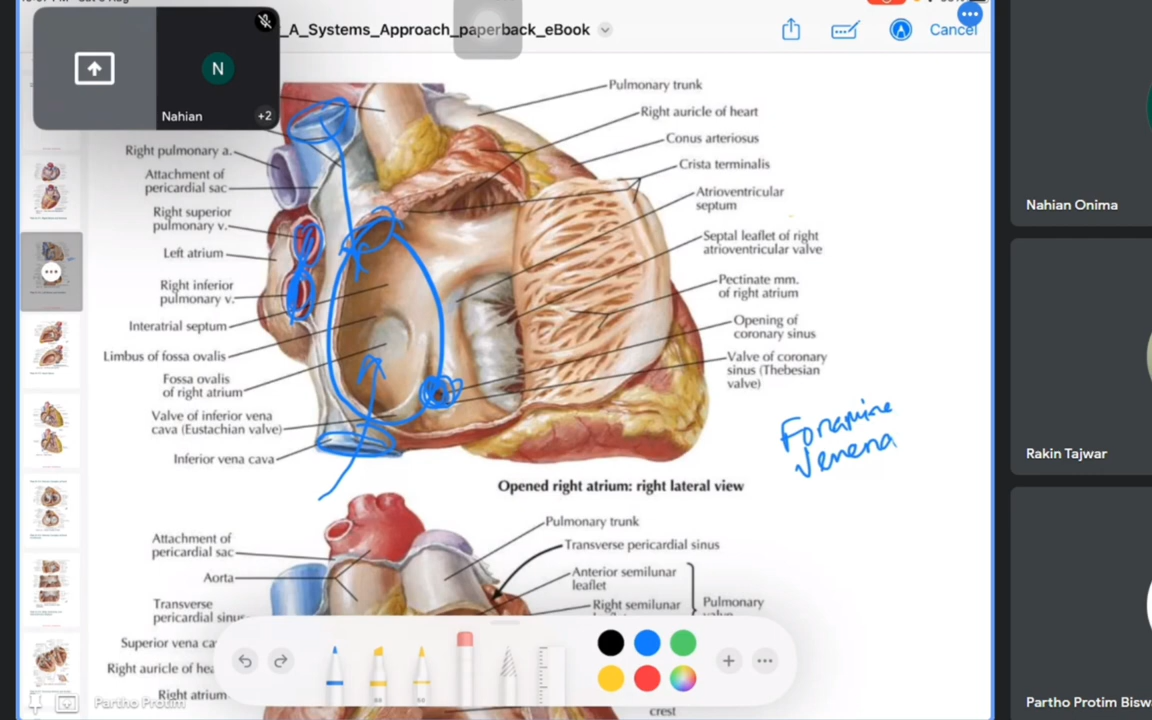 _A_Systems_Approach_paperback_eBook
Cancel
N
Nahian
+2
Pulmonary trunk
Right auricle of heart
Conus arteriosus
Crista terminalis
Atrioventricular
septum
Septal leaflet of right
atrioventricular valve
Pectinate mm.
of right atrium
Opening of
coronary sinus
Valve of coronary
sinus (Thebesian
valve)
Right pulmonary a.
Attachment of
pericardial sac
Right superior
pulmonary v.
Left atrium
Right inferior
pulmonary v.
Interatrial septum
Limbus of fossa ovalis
Fossa ovalis
of right atrium
Valve of inferior vena
cava (Eustachian valve)
Inferior vena cava
Foramine
Venena
Opened right atrium: right lateral view
Attachment of
pericardial sac
Aorta
Transverse
pericardial sinus
Superior vena ca
Right auricle of hea
Right atrium
Pulmonary trunk
Transverse pericardial sinus
Anterior semilunar
leaflet
Right semilunar
Pulmonary
crest
Partho Protim
Nahian Onima
Rakin Tajwar
Partho Protim Bisw